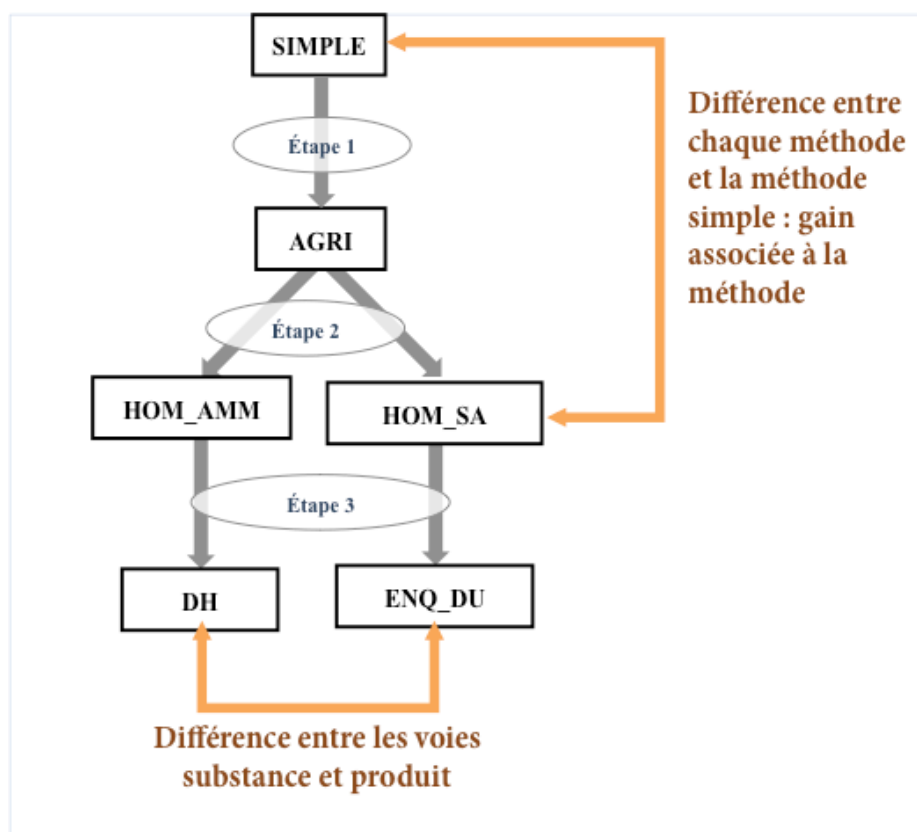 SIMPLE
Différence entre
chaque méthode
et la méthode
simple : gain
associée à la
méthode
Étape 1
AGRI
Étape 2
HOM_AMM
HOM_SA
Étape 3
DH
ENQ_DU
Différence entre les voies
substance et produit